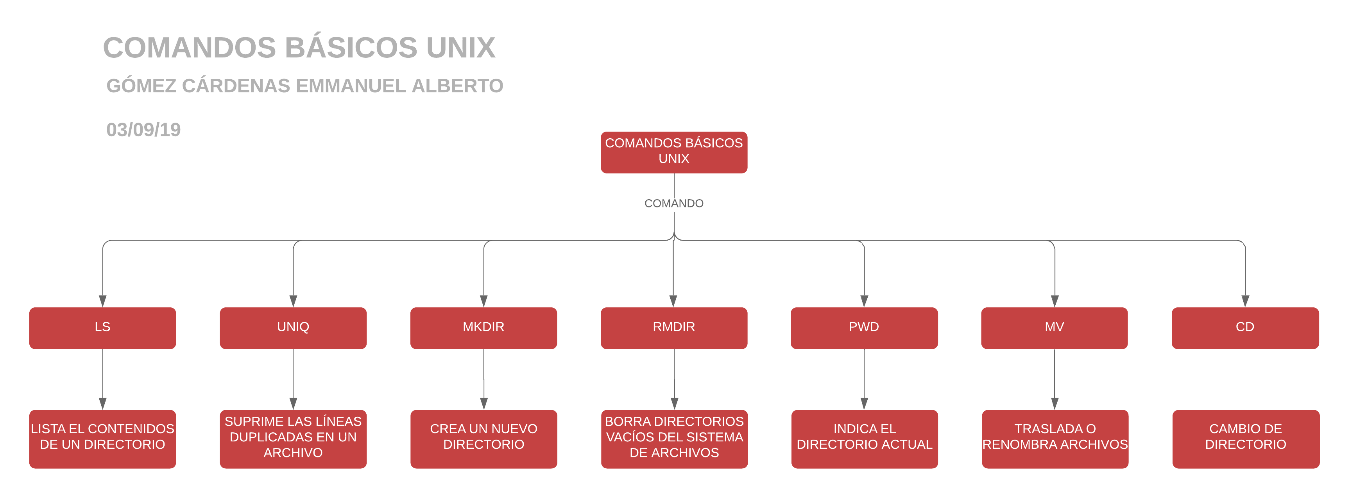 COMANDOS BÁSICOS UNIX
GÓMEZ CÁRDENAS EMMANUEL ALBERTO
03/09/19
COMANDOS BÁSICOS
UNIX
COMANDO
LS
UNIQ
MKDIR
RMDIR
PWD
MV
CD
LISTA EL CONTENIDOS
DE UN DIRECTORIO
SUPRIME LAS LÍNEAS
DUPLICADAS EN UN
ARCHIVO
CREA UN NUEVO
DIRECTORIO
BORRA DIRECTORIOS
VACÍOS DEL SISTEMA
DE ARCHIVOS
INDICA EL
DIRECTORIO ACTUAL
TRASLADA O
RENOMBRA ARCHIVOS
CAMBIO DE
DIRECTORIO